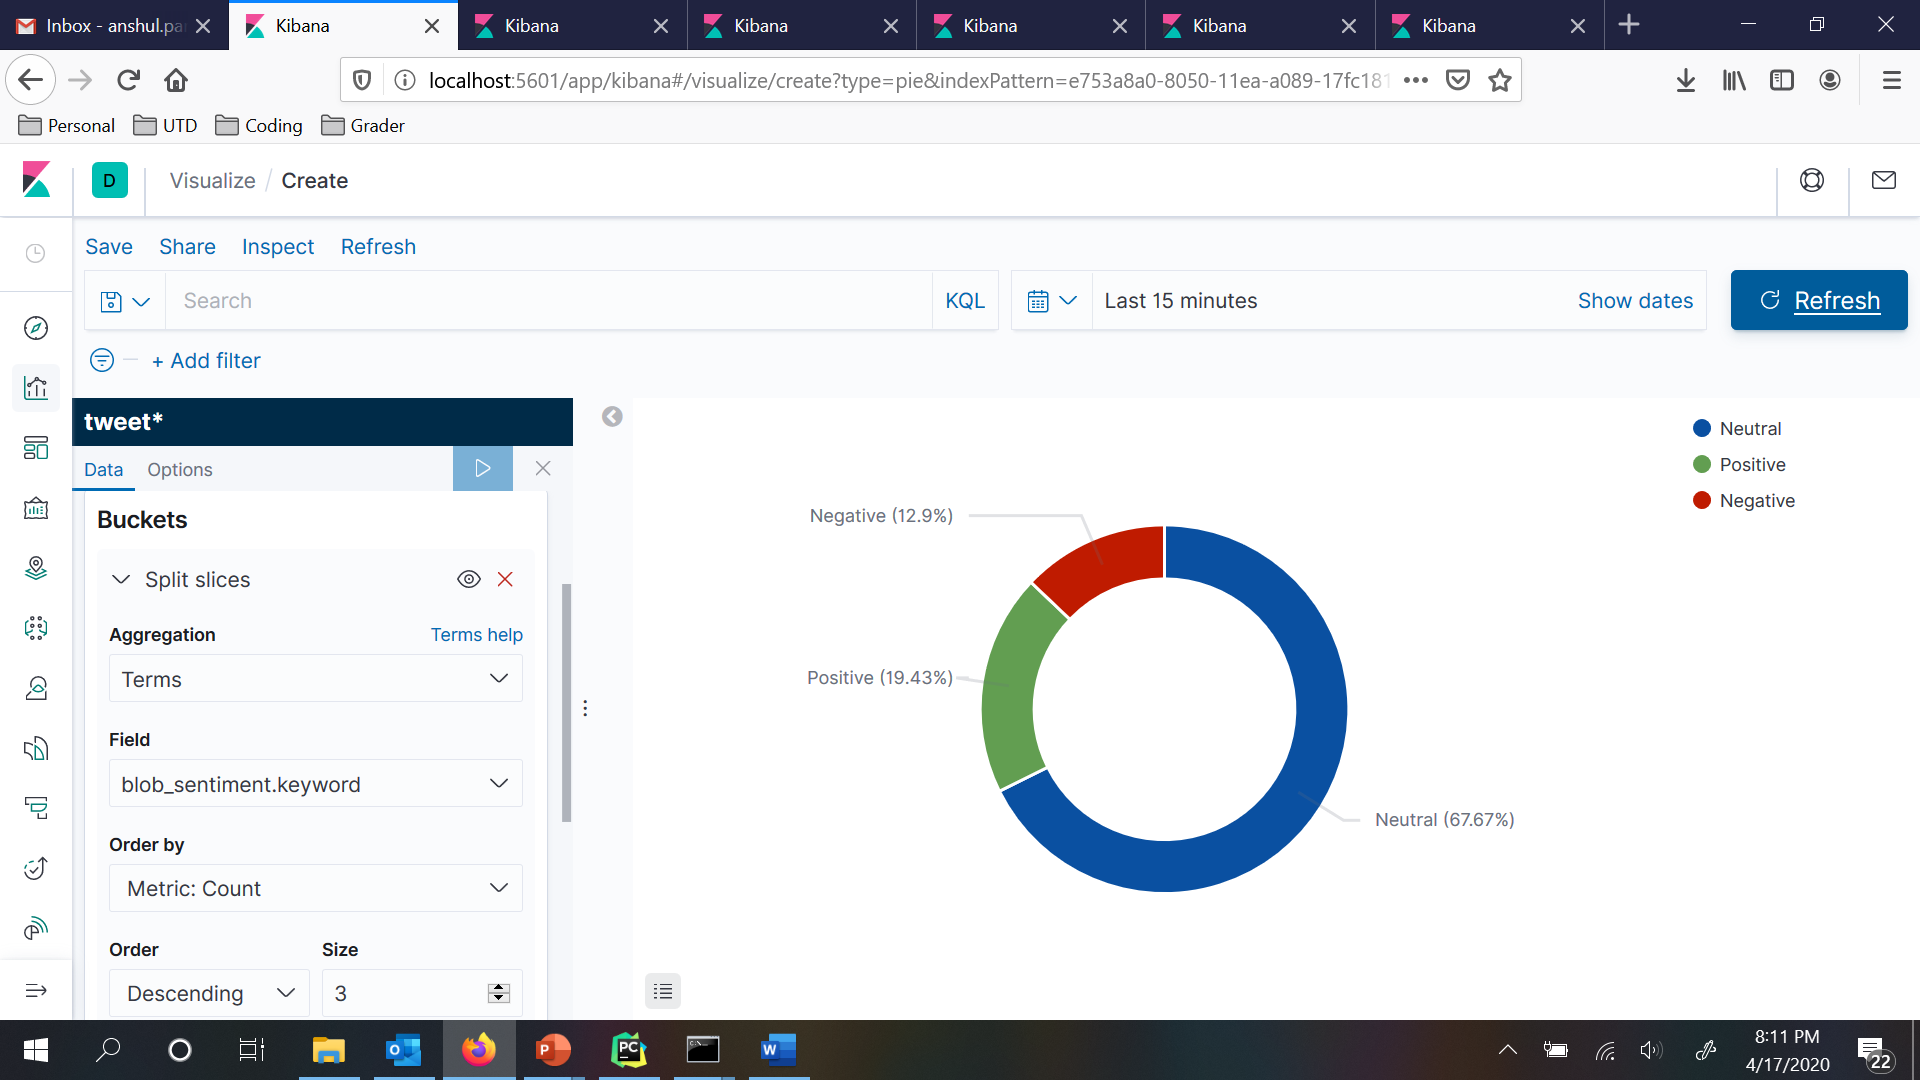 Inbox - anshul.pa
Kibana
Kibana
Kibana
Kibana
Kibana
Kibana
localhost:5601/app/kibana#/visualize/create?type=pie&indexPattern=e753a8a0-8050-11ea-a089-17fc181
Personal
UTD
Coding
Grader
D
Visualize / Create
Save
Share
Inspect
Refresh
Search
KQL
Last 15 minutes
Show dates
Refresh
+ Add filter
tweet*
Data
Options
Buckets
Split slices
Aggregation
Terms help
Terms
Field
blob_sentiment.keyword
Order by
Metric: Count
Order
Size
Descending
3
Neutral
Positive
Negative
Negative (12.9%)
Positive (19.43%)
Neutral (67.67%)
8:11 PM
4/17/2020
22